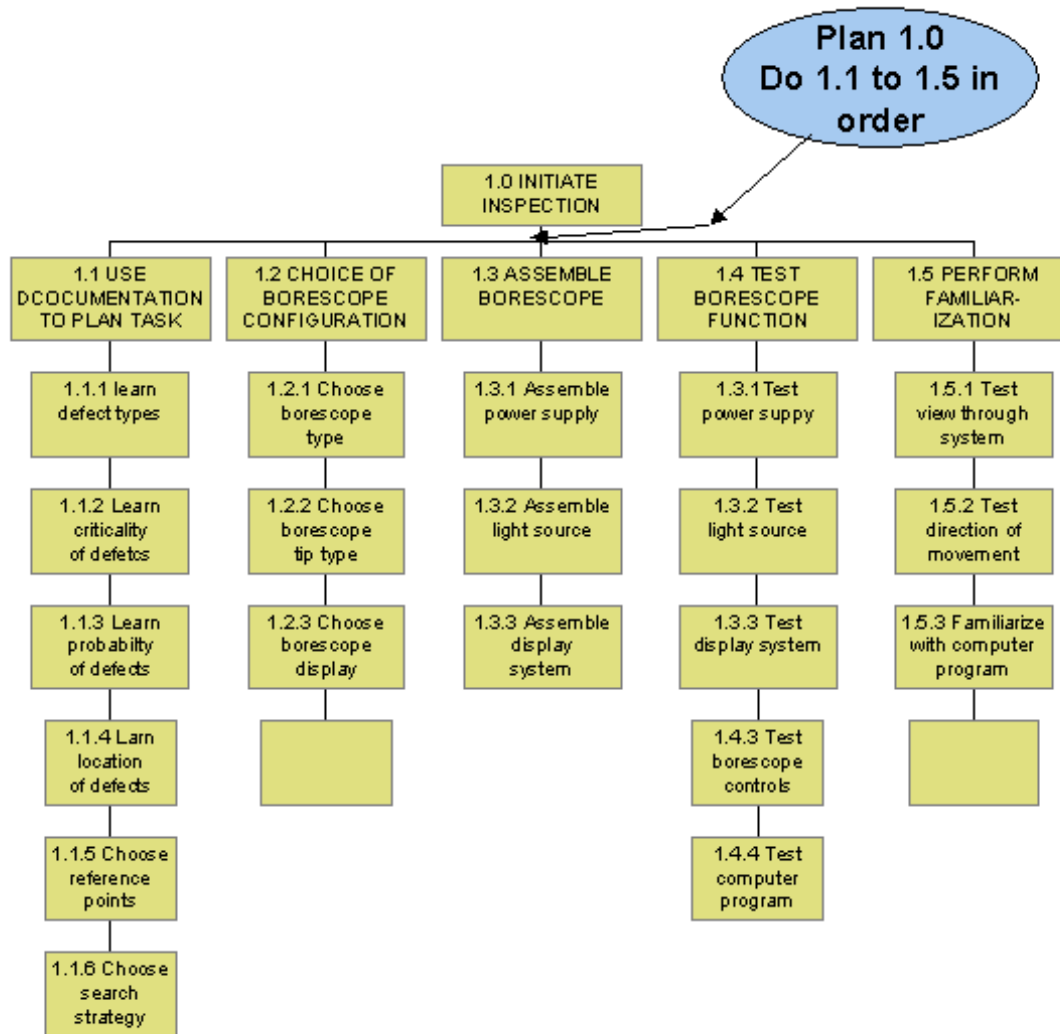 Plan 1.0
Do 1.1 to 1.5 in
order
1.0 INITIATE
INSPECTION
1.1 USE
DCOCUMENTATION
TO PLAN TASK
1.2 CHOICE OF
BORESCOPE
CONFIGURATION
1.3 ASSEMBLE
BORESCOPE
1.4 TEST
BORESCOPE
FUNCTION
1.5 PERFORM
FAMILIAR-
IZATION
1.1.1 learn
defect types
1.1.2 Learn
criticality
of defetcs
1.1.3 Learn
probabilty
of defects
1.1.4 Larn
location
of defects
1.1.5 Choose
reference
points
1.1.6 Choose
search
strategy
1.2.1 Choose
borescope
type
1.2.2 Choose
borescope
tip type
1.2.3 Choose
borescope
display
1.3.1 Assemble
power supply
1.3.2 Assemble
light source
1.3.3 Assemble
display
system
1.3.1 Test
power suppy
1.3.2 Test
light source
1.3.3 Test
display system
1.4.3 Test
borescope
controls
1.4.4 Test
computer
program
1.5.1 Test
view through
system
1.5.2 Test
direction of
movement
1.5.3 Familiarize
with computer
program